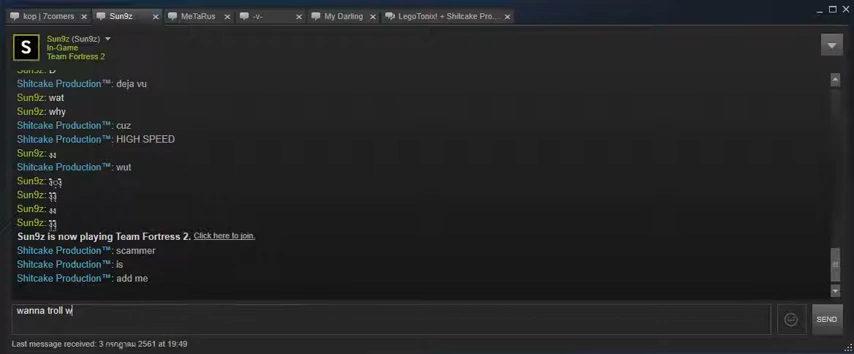 kop | 7comers
Sun9z
MeTaRus
-v-
My Darling
LegoTonix! + Shitcake Pro...
S
Sun9z (Sun9z)
In-Game
Team Fortress 2
Sun9z: D
Shitcake Production™: deja vu
Sun9z: wat
Sun9z: why
Shitcake Production™: cuz
Shitcake Production™: HIGH SPEED
Sun9z:
Shitcake Production™: wut
Sun9z:
Sun9z:
Sun9z:
Sun9z:
Sun9z is now playing Team Fortress 2. Click here to join.
Shitcake Production™: scammer
Shitcake Production™: is
Shitcake Production™: add me
wanna troll w
SEND
Last message received: 3 กรกฎาคม 2561 at 19:49